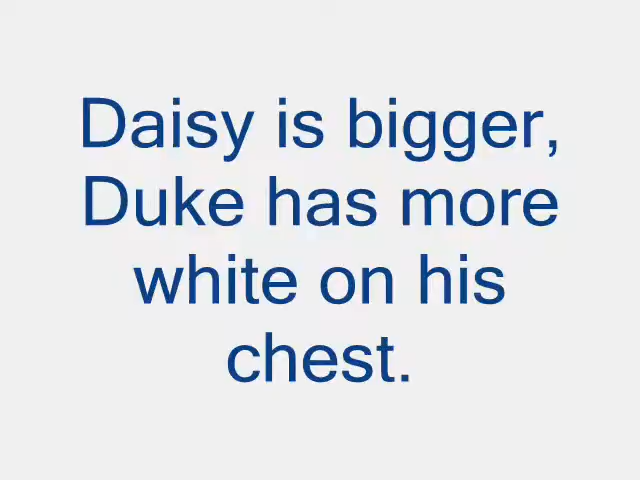 Daisy is bigger,
Duke has more
white on his
chest.